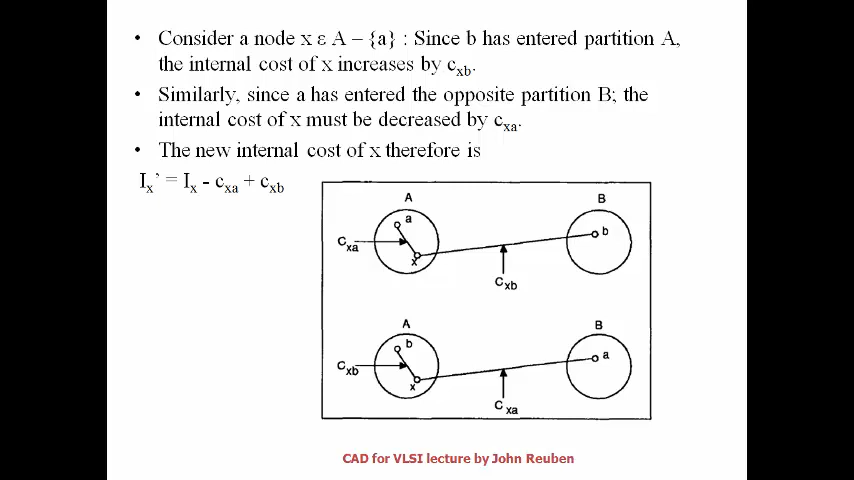 • Consider a node x ε A – {a} : Since b has entered partition A,
the internal cost of x increases by cxb.
• Similarly, since a has entered the opposite partition B; the
internal cost of x must be decreased by cxa.
• The new internal cost of x therefore is
Ix’ = Ix - cxa + cxb
A B
a
b
Cxa
x
Cxb
A B
b
a
Cxb
x
Cxa
CAD for VLSI lecture by John Reuben